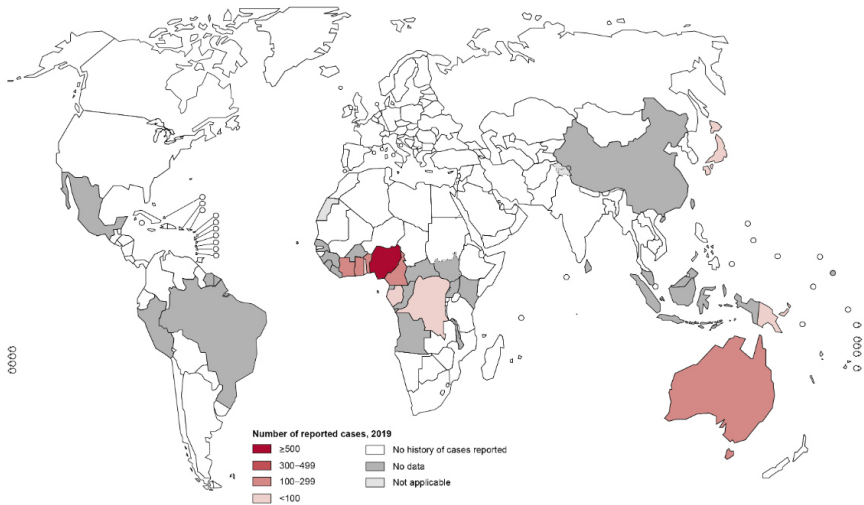 Number of reported cases, 2019
≥500
300–499
100–299
<100
No history of cases reported
No data
Not applicable